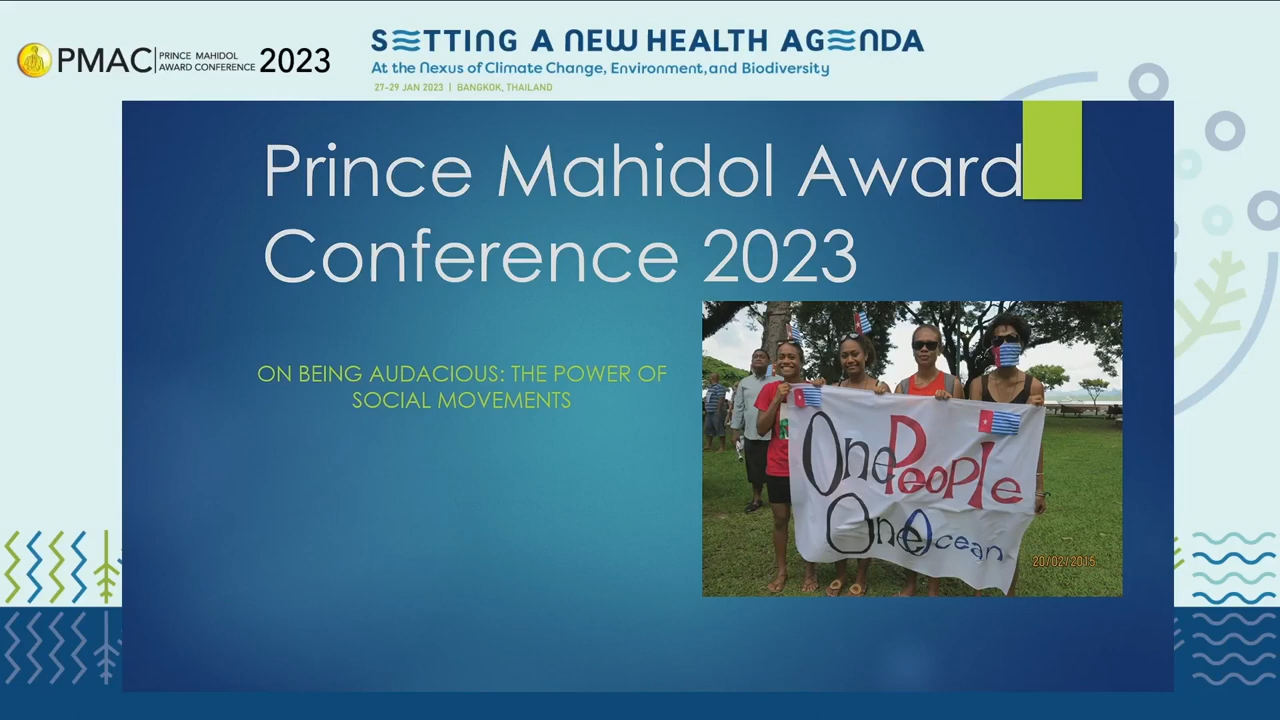 PMAC
PRINCE MAHIDOL
AWARD CONFERENCE
2023
SETTING A NEW HEALTH AGENDA
At the Nexus of Climate Change, Environment, and Biodiversity
27-29 JAN 2023 | BANGKOK, THAILAND
Prince Mahidol Award
Conference 2023
ON BEING AUDACIOUS: THE POWER OF
SOCIAL MOVEMENTS
One People
One Ocean
20/02/2015